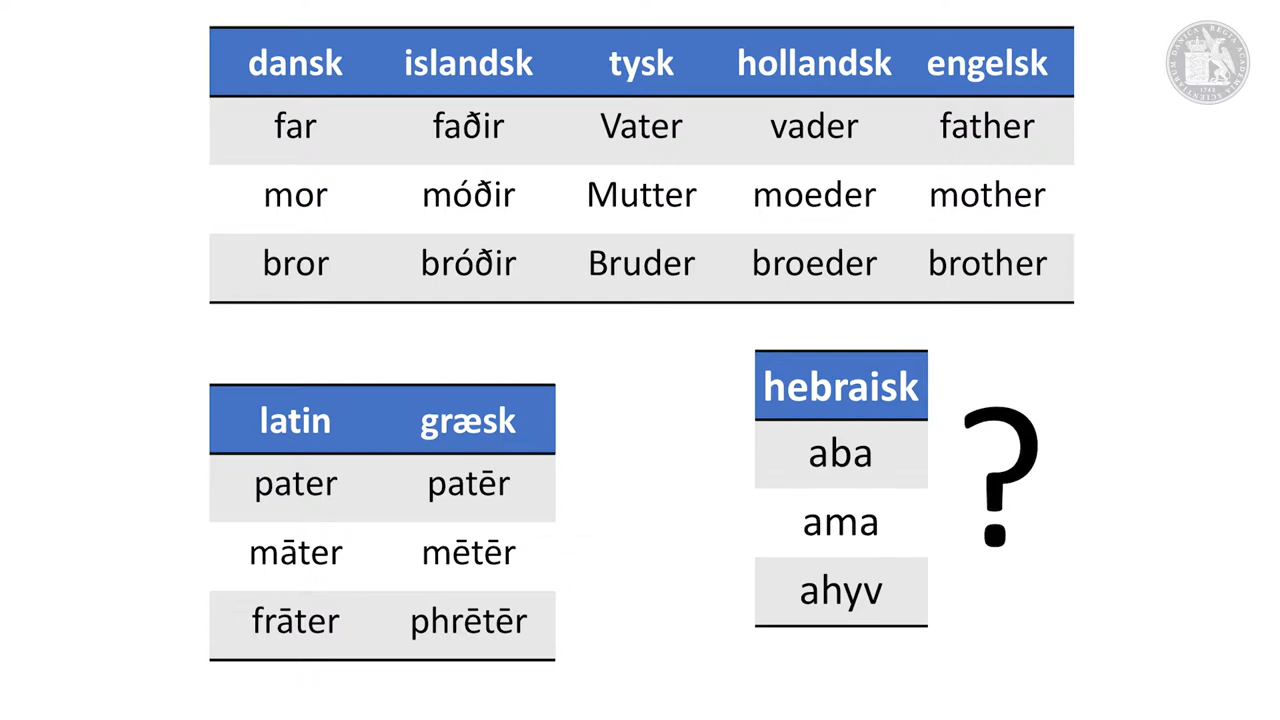 dansk islandsk tysk hollandsk engelsk
far faðir Vater vader father
mor móðir Mutter moeder mother
bror bróðir Bruder broeder brother
latin græsk
pater patēr
māter mētēr
frāter phrētēr
hebraisk
aba
ama
ahyv
?